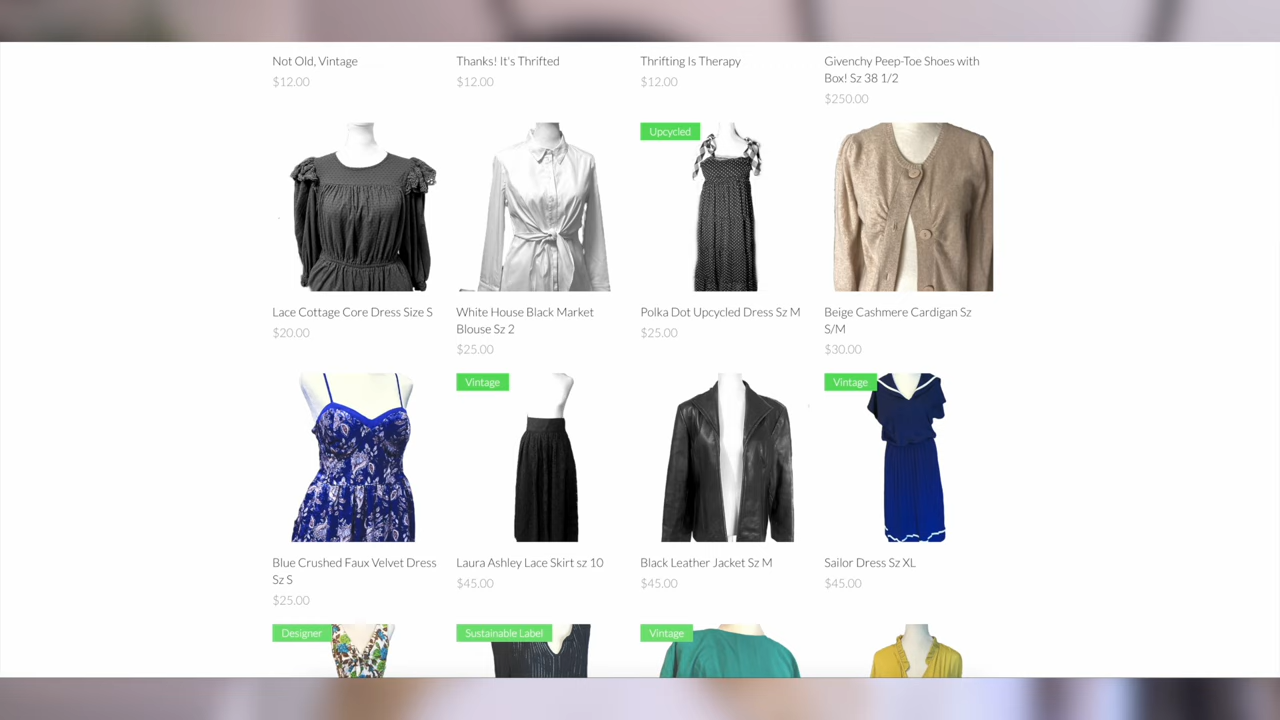 Not Old, Vintage
$12.00
Thanks! It's Thrifted
$12.00
Thrifting Is Therapy
$12.00
Givenchy Peep-Toe Shoes with
Box! Sz 38 1/2
$250.00
Lace Cottage Core Dress Size S
$20.00
White House Black Market
Blouse Sz 2
$25.00
Upcycled
Polka Dot Upcycled Dress Sz M
$25.00
Beige Cashmere Cardigan Sz
S/M
$30.00
Blue Crushed Faux Velvet Dress
Sz S
$25.00
Vintage
Laura Ashley Lace Skirt sz 10
$45.00
Black Leather Jacket Sz M
$45.00
Vintage
Sailor Dress Sz XL
$45.00
Designer
Sustainable Label
Vintage